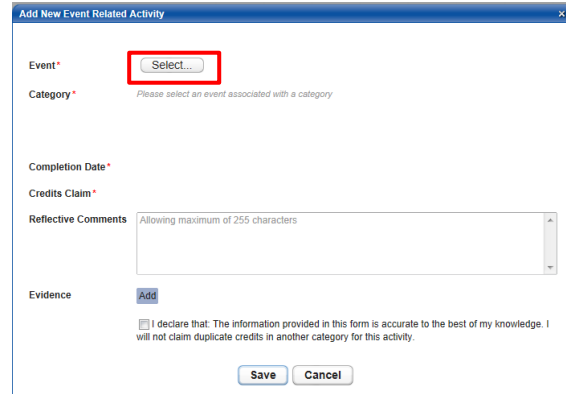 Add New Event Related Activity ×
Event* Select...
Category* Please select an event associated with a category
Completion Date*
Credits Claim*
Reflective Comments Allowing maximum of 255 characters
Evidence Add
I declare that: The information provided in this form is accurate to the best of my knowledge. I
will not claim duplicate credits in another category for this activity.
Save Cancel